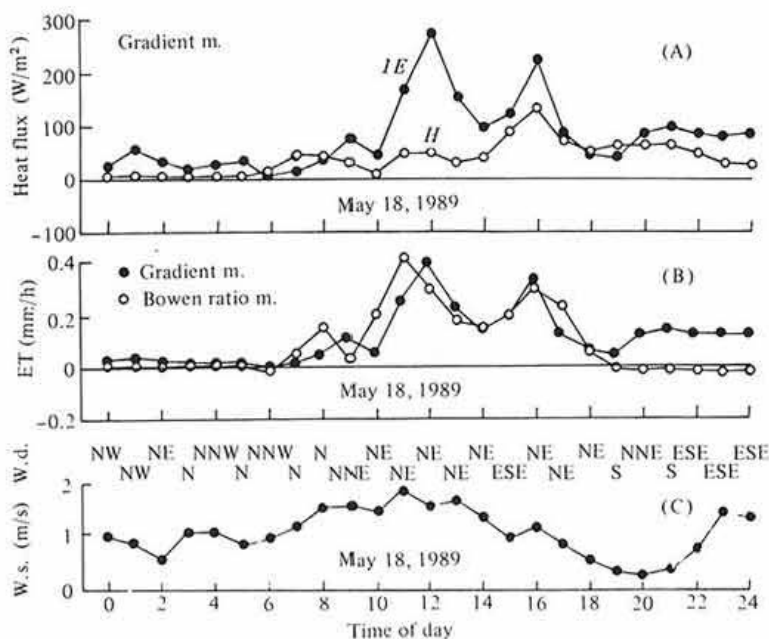 Gradient m.
(A)
Heat flux (W/m²)
300
200
100
0
-100
lE
H
May 18, 1989
(B)
● Gradient m.
○ Bowen ratio m.
ET (mm/h)
0.4
0.2
0
-0.2
May 18, 1989
W.d.
NW NE NNW NNW N NE NE NE NE NE NNE ESE ESE
NW N N N NNE NE NE ESE NE S S ESE
(C)
W.s. (m/s)
2
1
0
May 18, 1989
0 2 4 6 8 10 12 14 16 18 20 22 24
Time of day